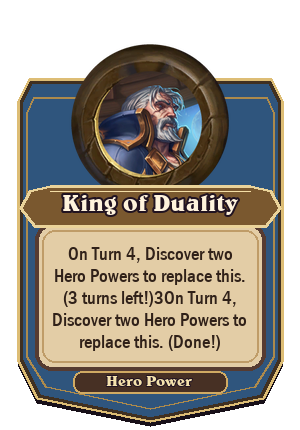 King of Duality
On Turn 4, Discover two
Hero Powers to replace this.
(3 turns left!)3On Turn 4,
Discover two Hero Powers to
replace this. (Done!)
Hero Power